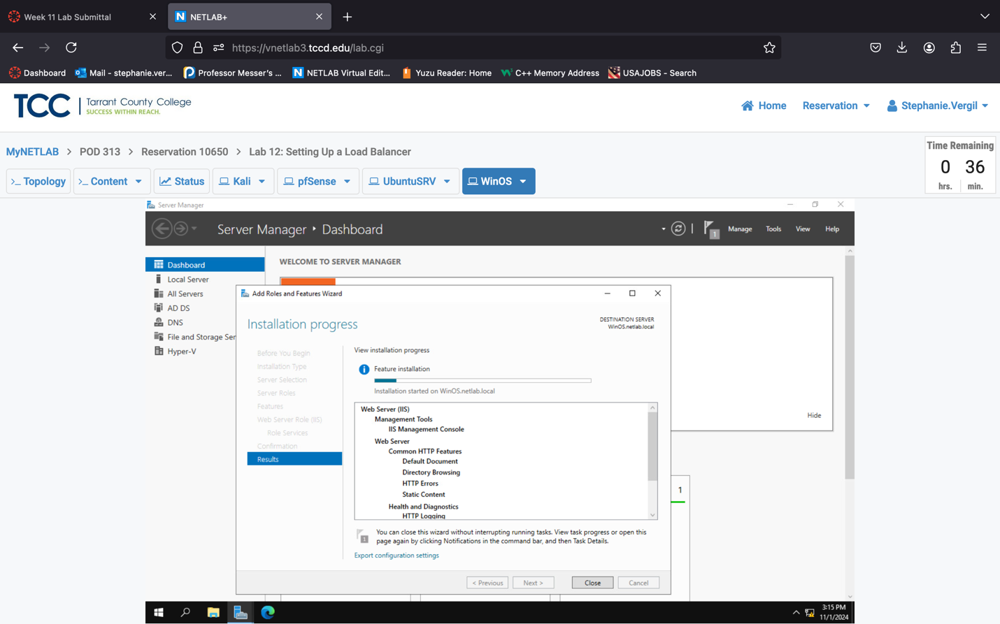 Week 11 Lab Submittal
NETLAB+
https://vnetlab3.tccd.edu/lab.cgi
Dashboard
Mail - stephanie.ver...
Professor Messer's ...
NETLAB Virtual Edit...
Yuzu Reader: Home
C++ Memory Address
USAJOBS - Search
TCC
Tarrant County College
SUCCESS WITHIN REACH.
Home
Reservation
Stephanie.Vergil
MyNETLAB > POD 313 > Reservation 10650 > Lab 12: Setting Up a Load Balancer
Time Remaining
0 36
hrs. min.
>_ Topology
>_ Content
Status
Kali
pfSense
UbuntuSRV
WinOS
Server Manager
Server Manager ‣ Dashboard
1
Manage
Tools
View
Help
Dashboard
Local Server
All Servers
AD DS
DNS
File and Storage Ser
Hyper-V
WELCOME TO SERVER MANAGER
Add Roles and Features Wizard
Installation progress
DESTINATION SERVER
WinOS.netlab.local
Before You Begin
Installation Type
Server Selection
Server Roles
Features
Web Server Role (IIS)
Role Services
Confirmation
Results
View installation progress
Feature installation
Installation started on WinOS.netlab.local
Web Server (IIS)
Management Tools
IIS Management Console
Web Server
Common HTTP Features
Default Document
Directory Browsing
HTTP Errors
Static Content
Health and Diagnostics
HTTP Logging
1
You can close this wizard without interrupting running tasks. View task progress or open this
page again by clicking Notifications in the command bar, and then Task Details.
Export configuration settings
< Previous
Next >
Close
Cancel
Hide
1
3:15 PM
11/1/2024